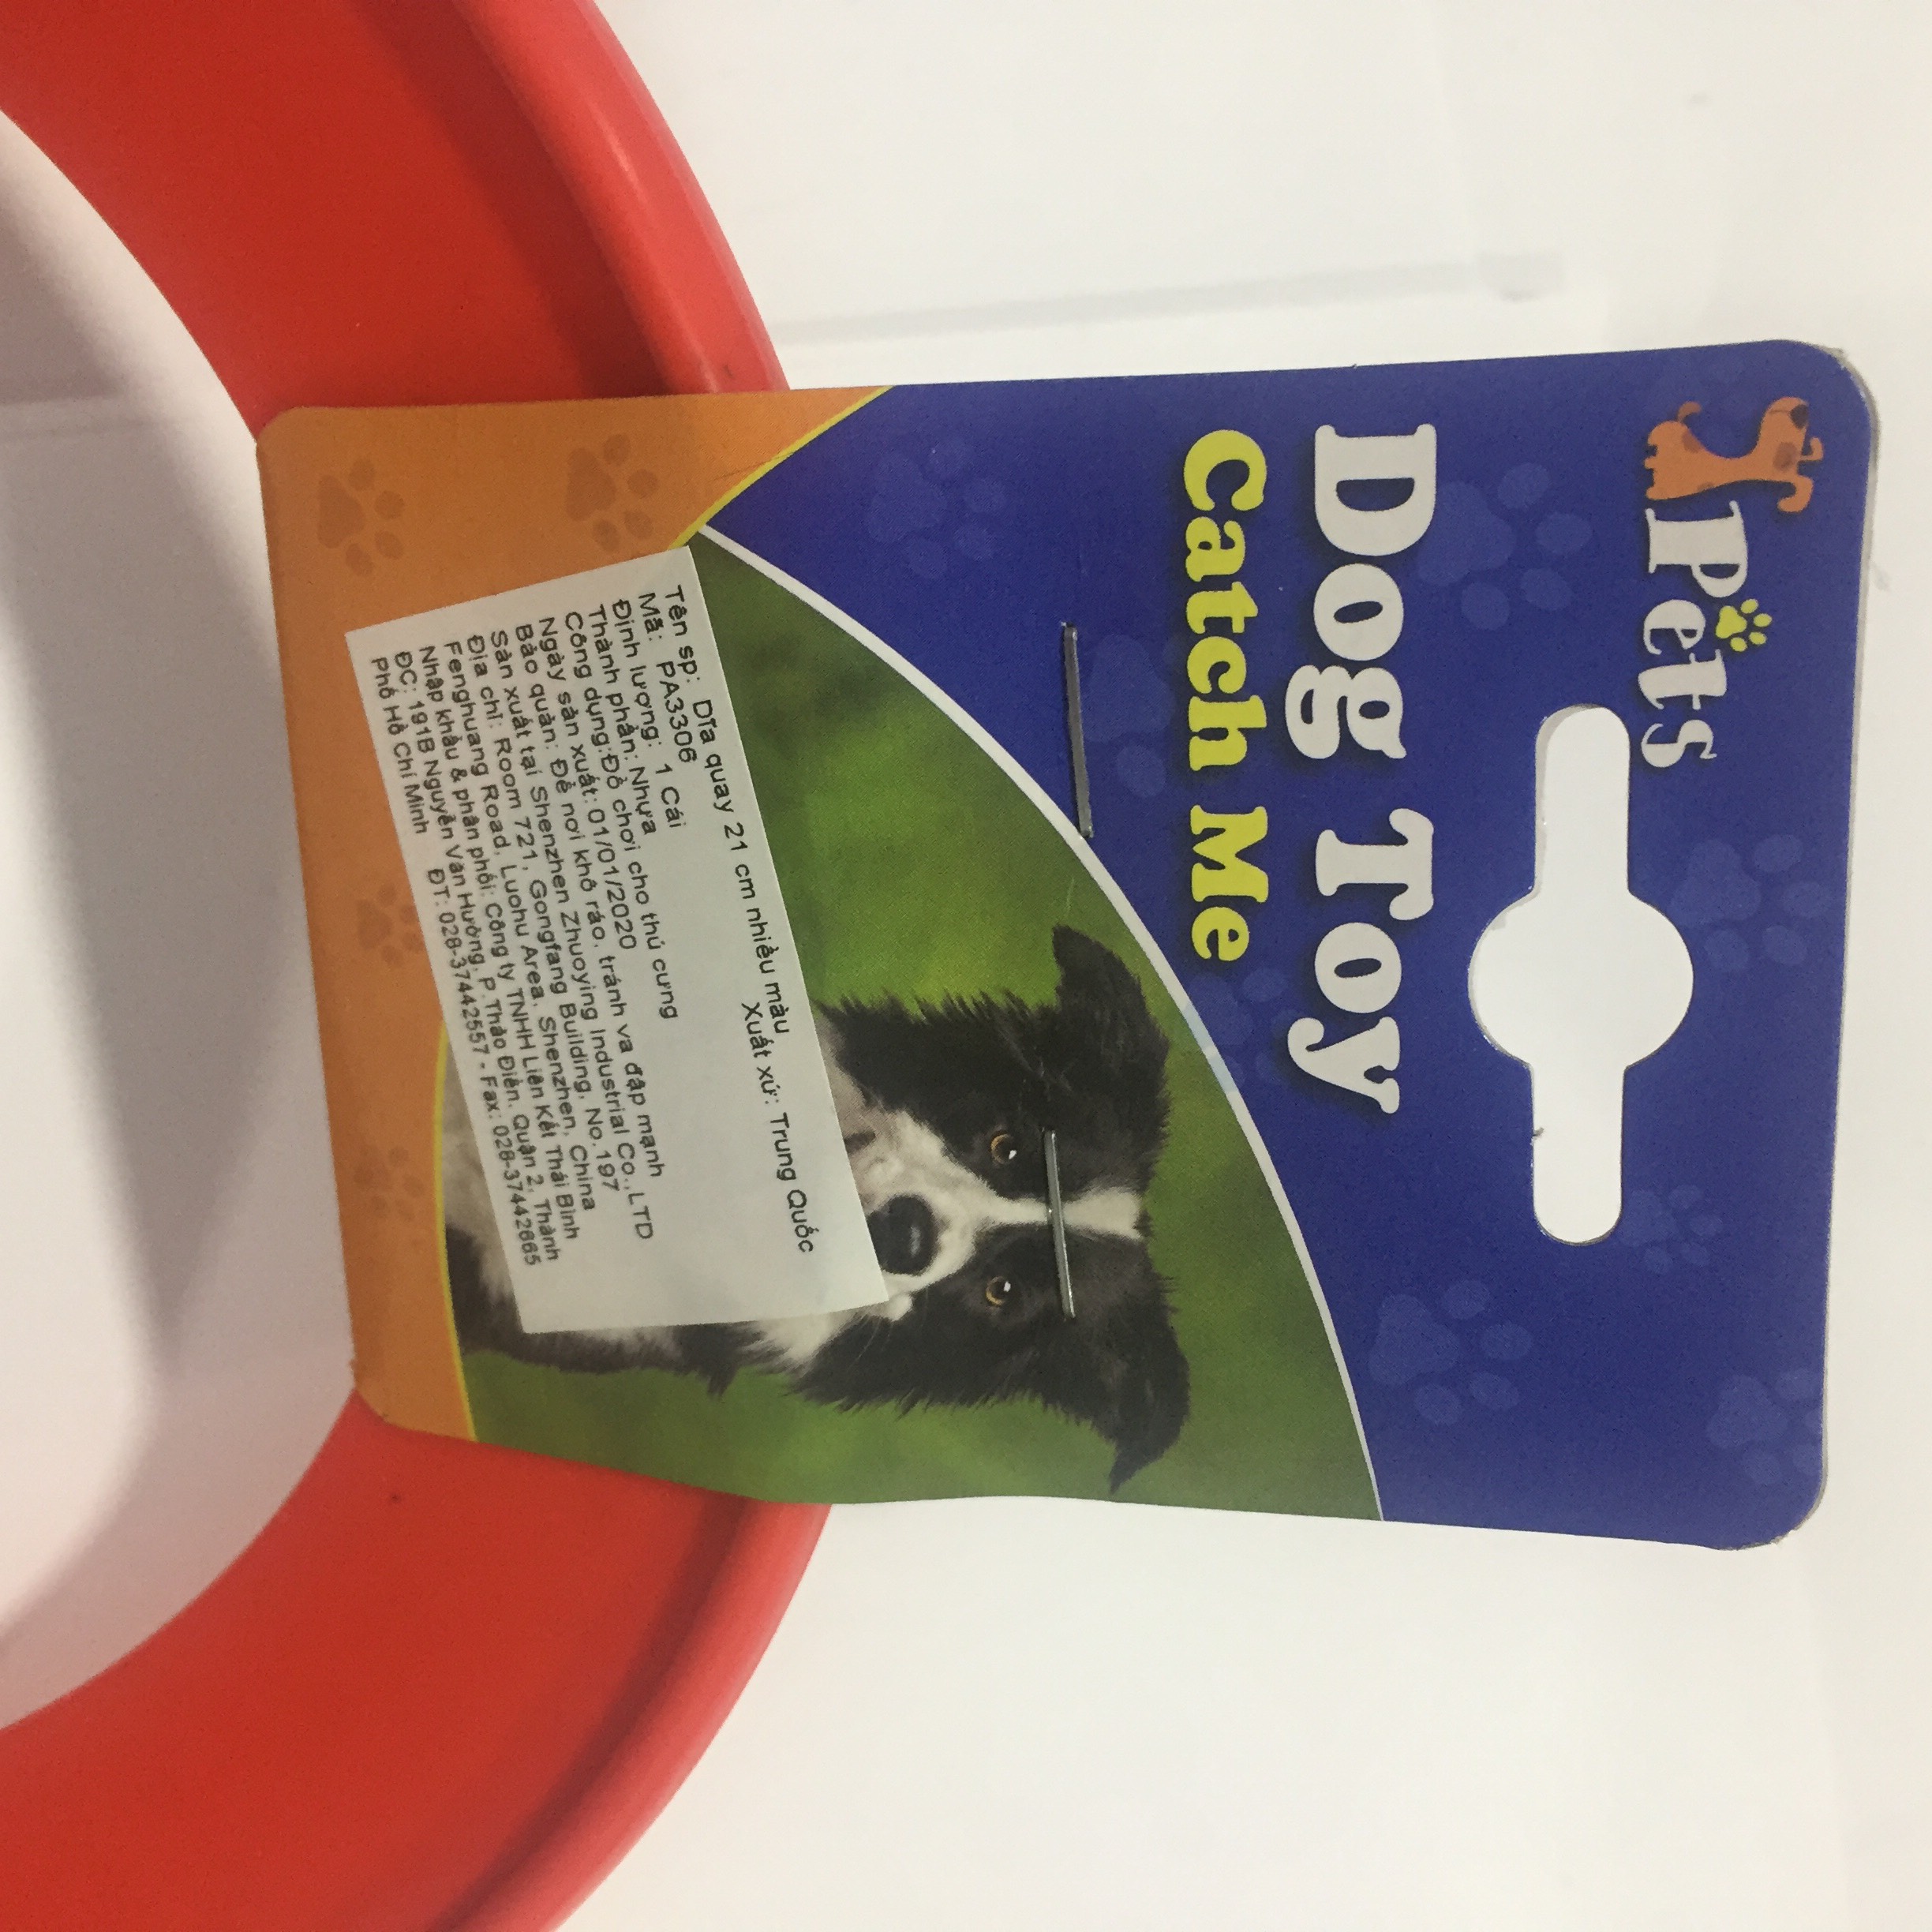 Pets
Dog Toy
Catch Me
Tên sp: Dĩa quay 21 cm nhiều màu
Mã: PA3306 Xuất xứ: Trung Quốc
Định lượng: 1 Cái
Thành phần: Nhựa
Công dụng:Đồ chơi cho thú cưng
Ngày sản xuất: 01/01/2020
Bảo quản: Để nơi khô ráo, tránh va đập mạnh
Sản xuất tại Shenzhen Zhuoying Industrial Co.,LTD
Địa chỉ: Room 721, Gongfang Building, No.197
Fenghuang Road, Luohu Area, Shenzhen, China
Nhập khẩu & phân phối: Công ty TNHH Liên Kết Thái Bình
ĐC: 191B Nguyễn Văn Hưởng, P.Thảo Điền, Quận 2, Thành
Phố Hồ Chí Minh ĐT: 028-37442557 - Fax: 028-37442665